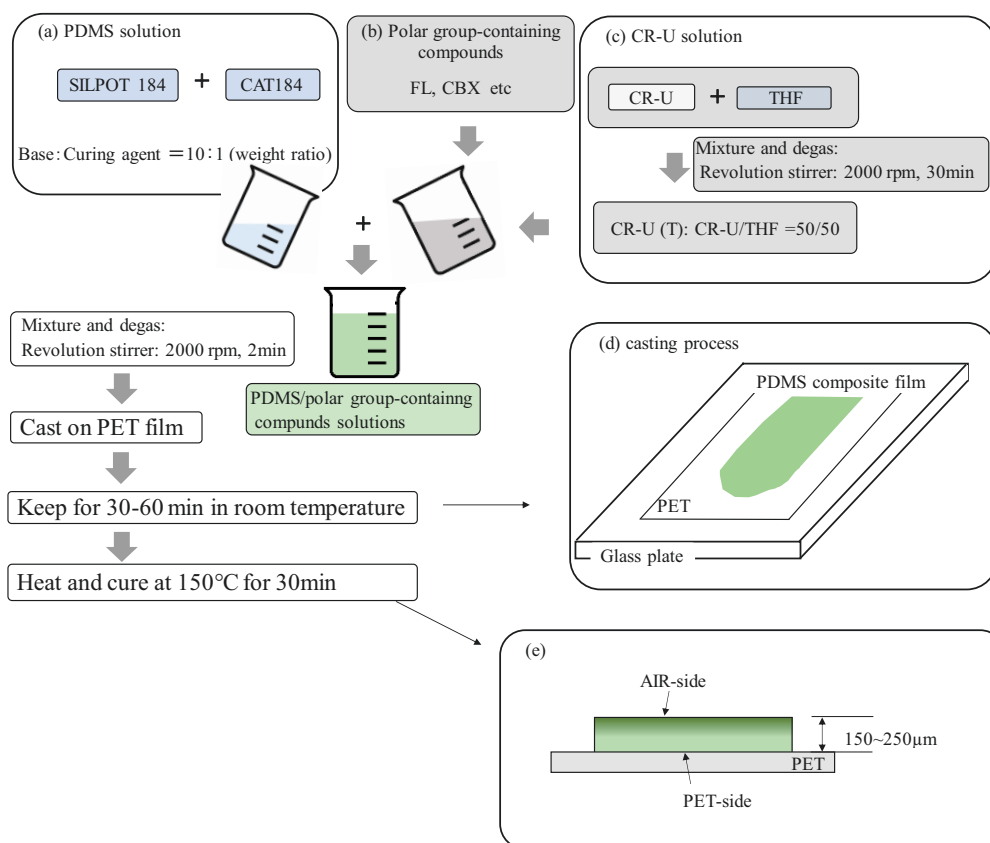 (a) PDMS solution
SILPOT 184
+
CAT184
Base : Curing agent = 10 : 1 (weight ratio)
(b) Polar group-containing
compounds
FL, CBX etc
(c) CR-U solution
CR-U
+
THF
Mixture and degas:
Revolution stirrer: 2000 rpm, 30min
CR-U (T): CR-U/THF =50/50
+
PDMS/polar group-containng
compunds solutions
Mixture and degas:
Revolution stirrer: 2000 rpm, 2min
Cast on PET film
Keep for 30-60 min in room temperature
Heat and cure at 150°C for 30min
(d) casting process
PDMS composite film
PET
Glass plate
(e)
AIR-side
150~250μm
PET
PET-side